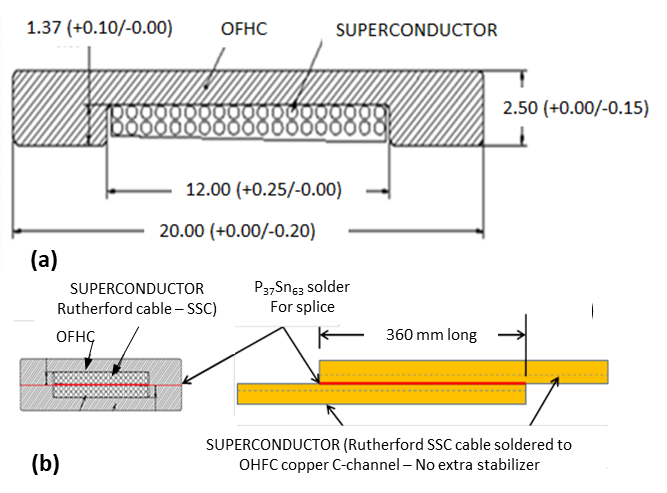 1.37 (+0.10/-0.00)
OFHC
SUPERCONDUCTOR
2.50 (+0.00/-0.15)
12.00 (+0.25/-0.00)
20.00 (+0.00/-0.20)
(a)
SUPERCONDUCTOR
Rutherford cable – SSC)
OFHC
P37Sn63 solder
For splice
360 mm long
SUPERCONDUCTOR (Rutherford SSC cable soldered to
OHFC copper C-channel – No extra stabilizer
(b)